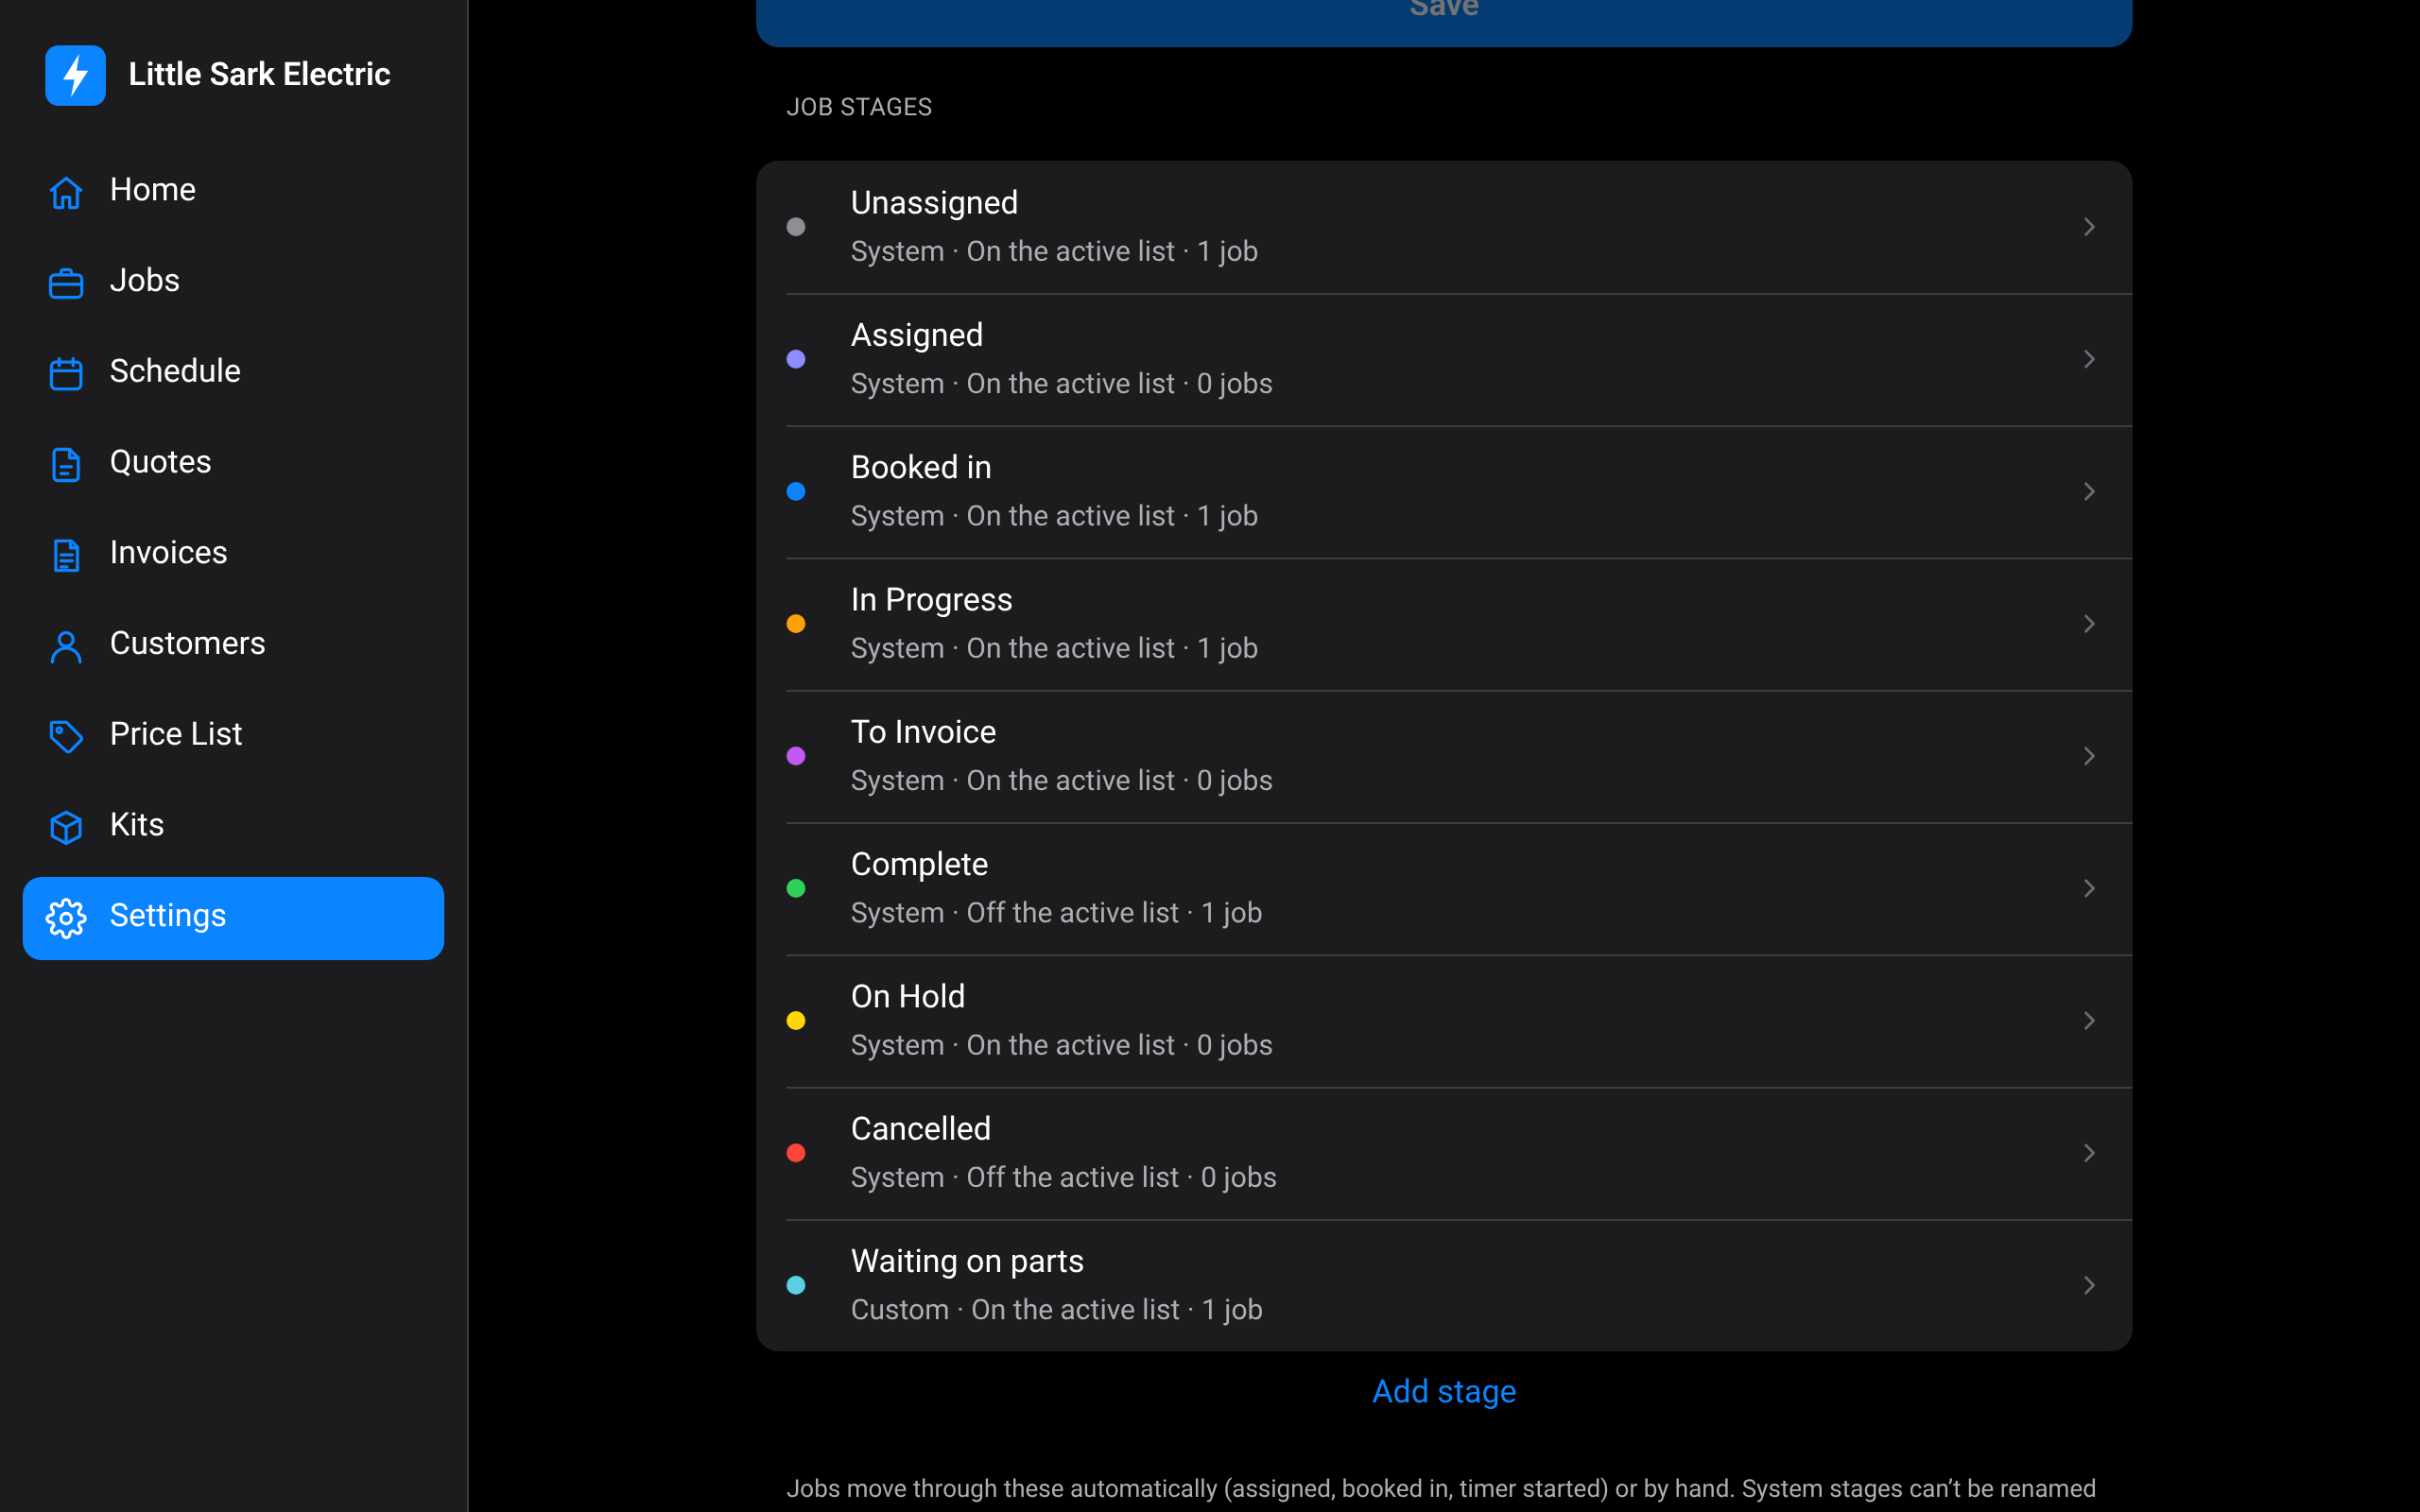 Little Sark Electric
Home
Jobs
Schedule
Quotes
Invoices
Customers
Price List
Kits
Settings
Save
JOB STAGES
Unassigned
System · On the active list · 1 job
Assigned
System · On the active list · 0 jobs
Booked in
System · On the active list · 1 job
In Progress
System · On the active list · 1 job
To Invoice
System · On the active list · 0 jobs
Complete
System · Off the active list · 1 job
On Hold
System · On the active list · 0 jobs
Cancelled
System · Off the active list · 0 jobs
Waiting on parts
Custom · On the active list · 1 job
Add stage
Jobs move through these automatically (assigned, booked in, timer started) or by hand. System stages can’t be renamed